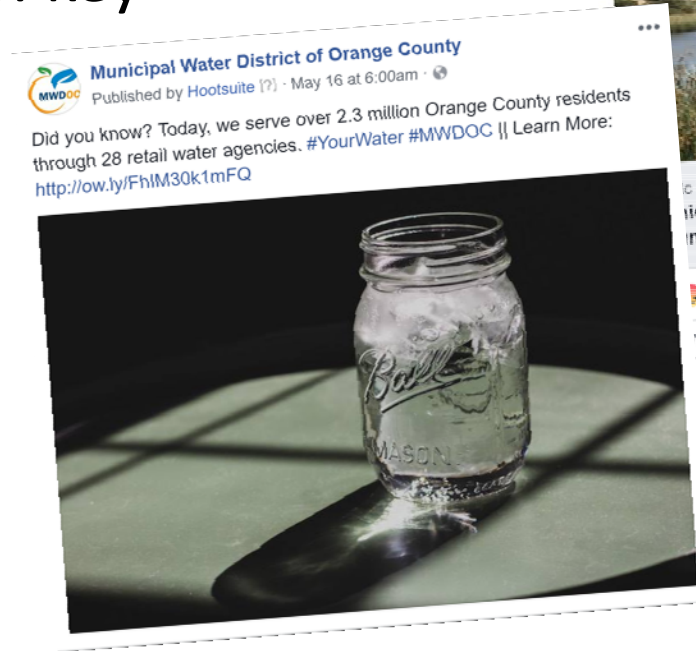 Municipal Water District of Orange County
Published by Hootsuite [?] · May 16 at 6:00am ·
MWDOC
Did you know? Today, we serve over 2.3 million Orange County residents
through 28 retail water agencies. #YourWater #MWDOC || Learn More:
http://ow.ly/FhIM30k1mFQ
Ball
MASON